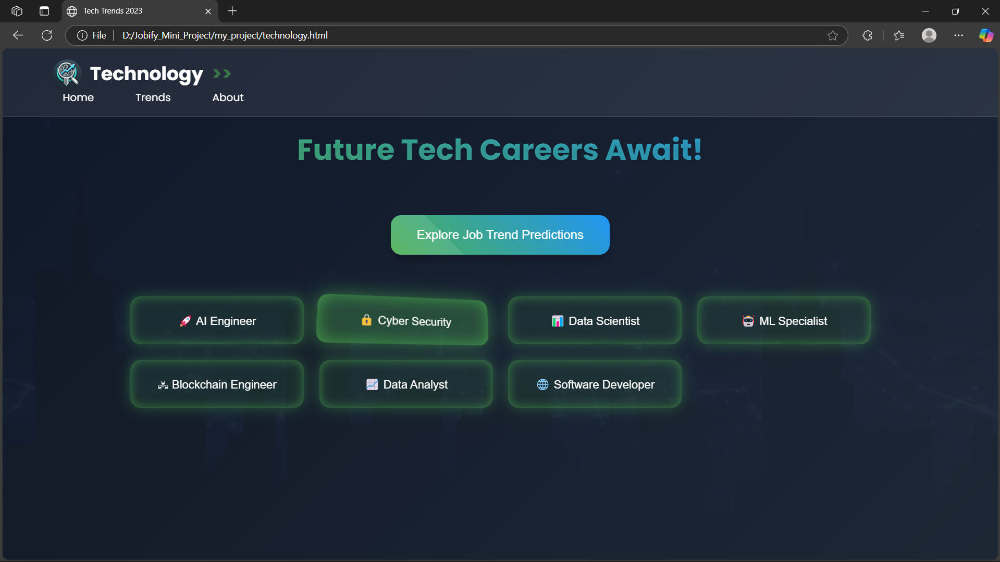 Tech Trends 2023
File
D:/Jobify_Mini_Project/my_project/technology.html
Technology >>
Home Trends About
Future Tech Careers Await!
Explore Job Trend Predictions
🚀 AI Engineer
🔒 Cyber Security
📊 Data Scientist
🤖 ML Specialist
🖧 Blockchain Engineer
📈 Data Analyst
🌐 Software Developer